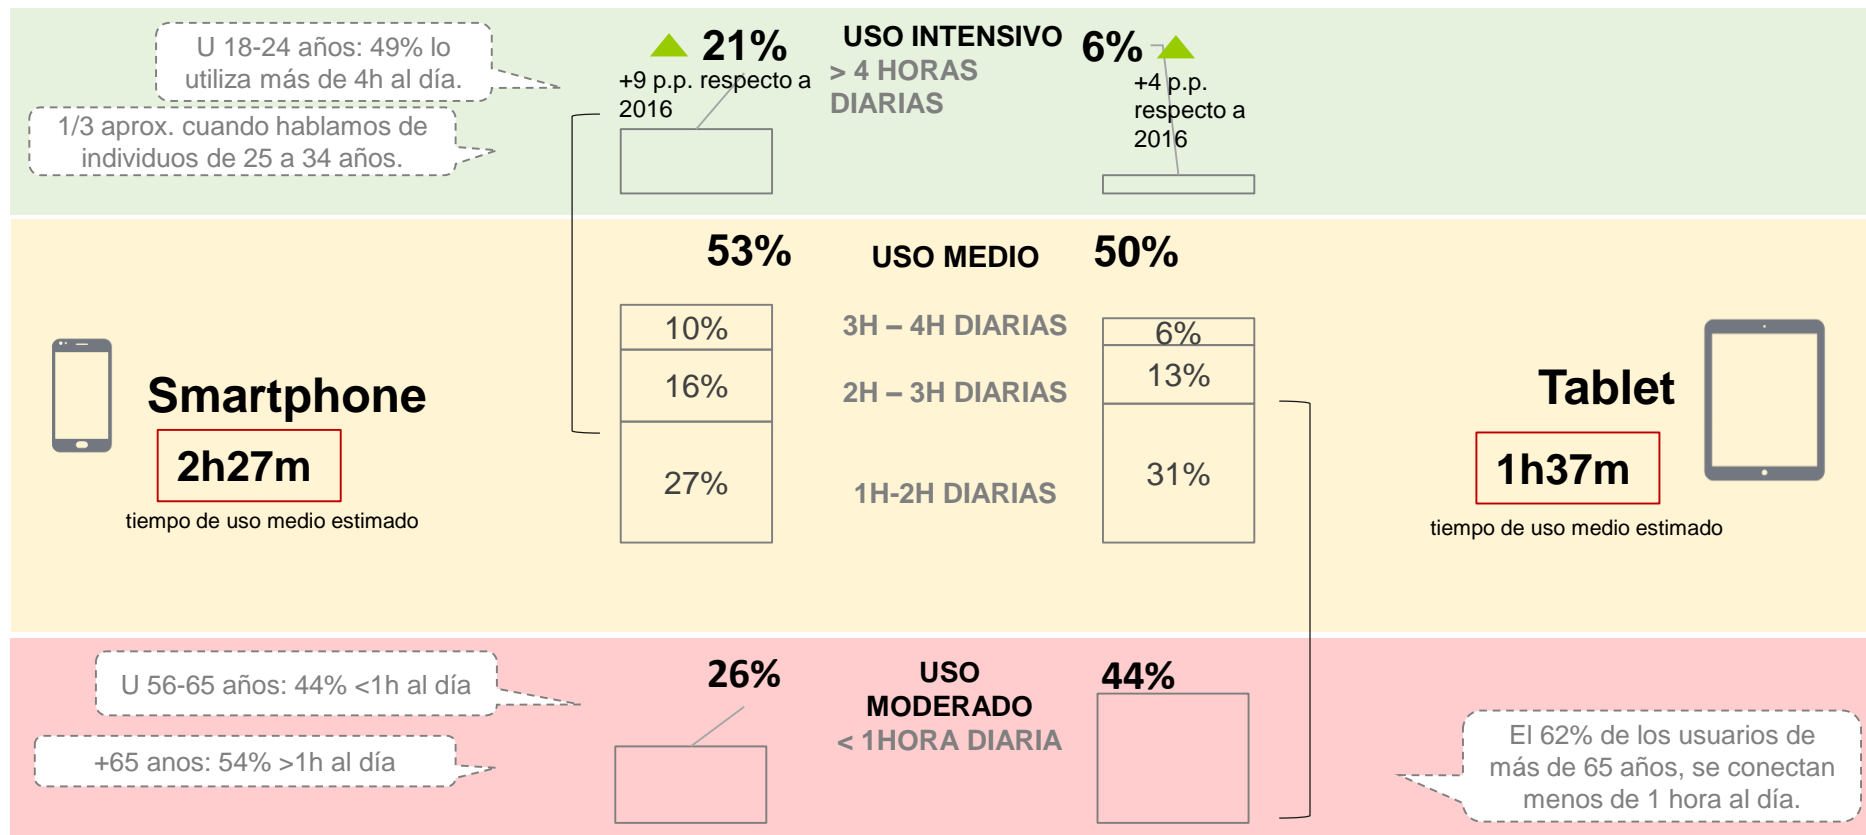 U 18-24 años: 49% lo
utiliza más de 4h al día.
1/3 aprox. cuando hablamos de
individuos de 25 a 34 años.
21%
+9 p.p. respecto a
2016
USO INTENSIVO
> 4 HORAS
DIARIAS
6%
+4 p.p.
respecto a
2016
53%
USO MEDIO
50%
10%
3H – 4H DIARIAS
6%
16%
2H – 3H DIARIAS
13%
27%
1H-2H DIARIAS
31%
Smartphone
2h27m
tiempo de uso medio estimado
Tablet
1h37m
tiempo de uso medio estimado
U 56-65 años: 44% <1h al día
+65 anos: 54% >1h al día
26%
USO
MODERADO
< 1HORA DIARIA
44%
El 62% de los usuarios de
más de 65 años, se conectan
menos de 1 hora al día.